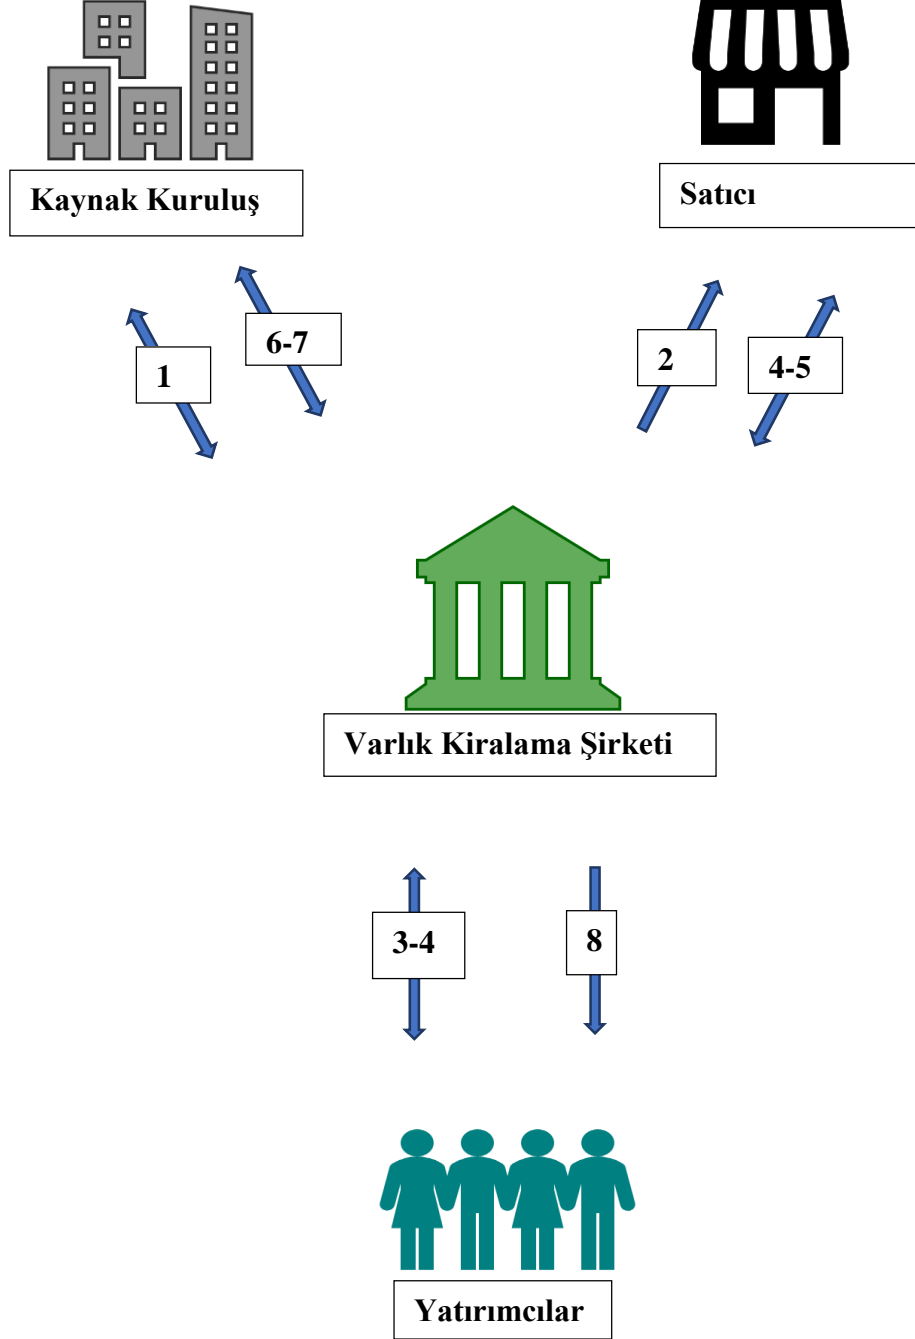 Kaynak Kuruluş
Satıcı
1
6-7
2
4-5
Varlık Kiralama Şirketi
3-4
8
Yatırımcılar